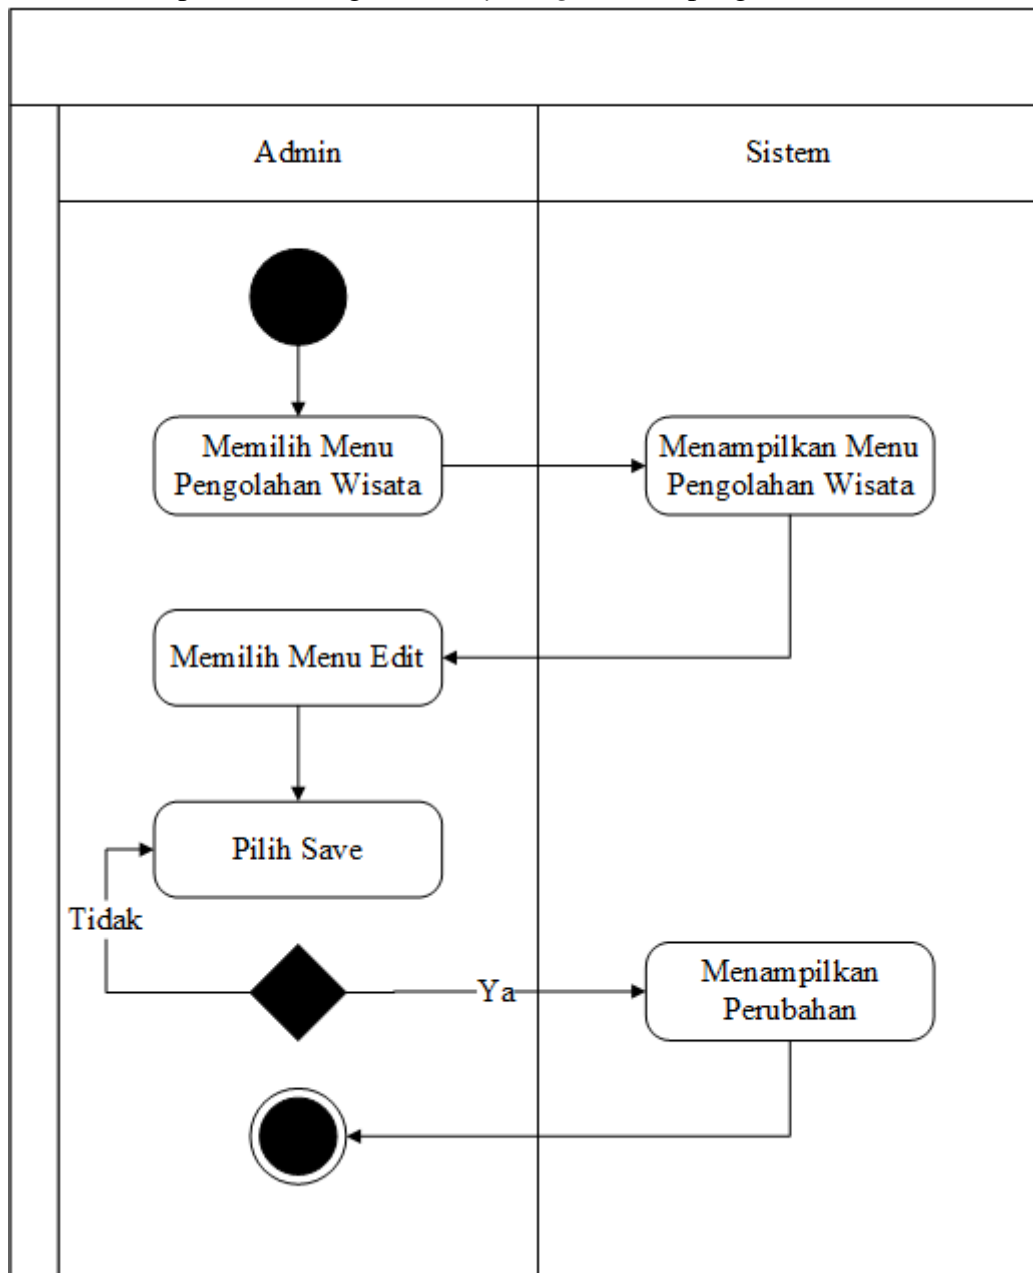 Admin
Sistem
Memilih Menu
Pengolahan Wisata
Menampilkan Menu
Pengolahan Wisata
Memilih Menu Edit
Pilih Save
Tidak
Ya
Menampilkan
Perubahan